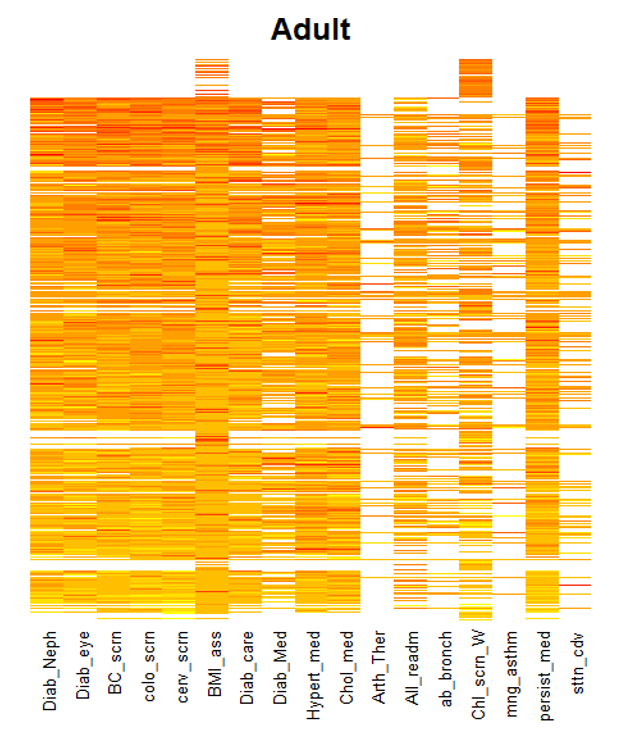 Adult
Diab_Neph
Diab_eye
BC_scrn
colo_scrn
cerv_scrn
BMI_ass
Diab_care
Diab_Med
Hypert_med
Chol_med
Arth_Ther
All_readm
ab_bronch
Chl_scrn_W
mng_asthm
persist_med
sttn_cdv